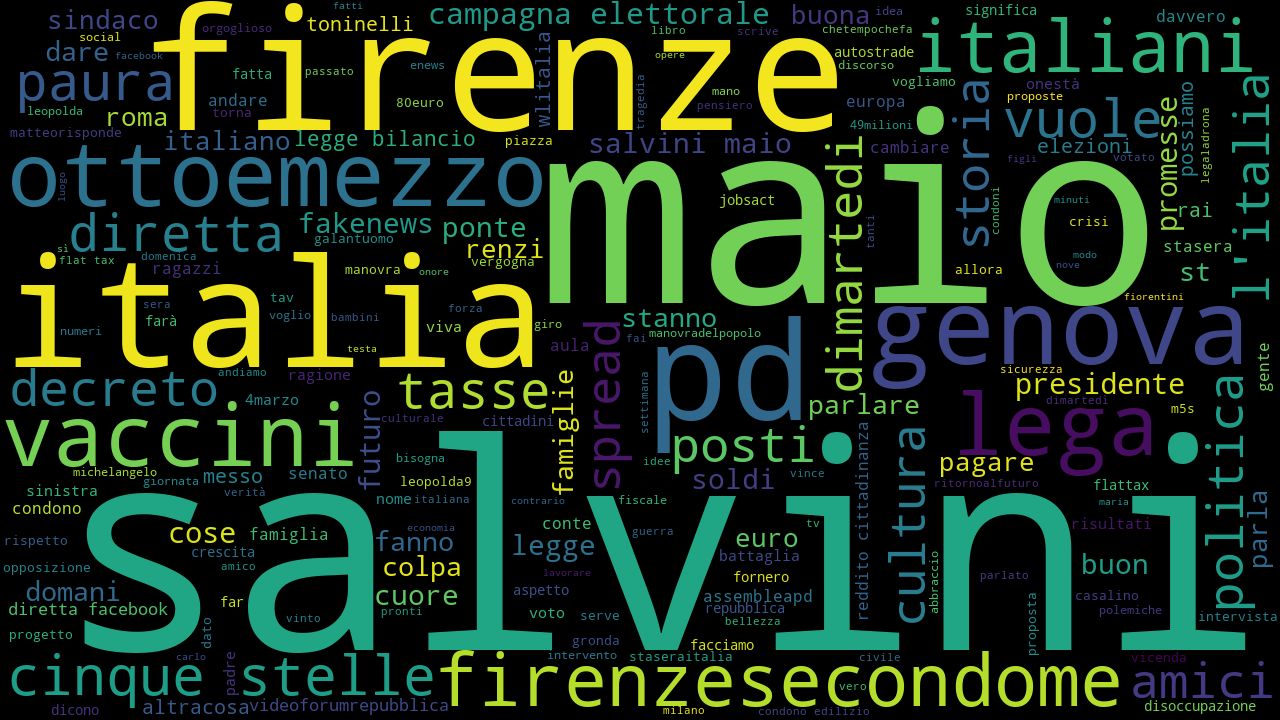 sindaco
firenze
toninelli
fatti
orgoglioso
campagna elettorale
libro
scrive
buona
idea
chetempochefa
significa
davvero
italiani
social
facebook
dare
paura
fatta
passato
enews
opere
wlitalia
tragedia
mano
pensiero
autostrade
discorso
vogliamo
onestà
proposte
leopolda
roma
andare
torna
80euro
europa
49milioni
vuole
promesse
possiamo
legaladrona
l'italia
matteorisponde
italiano
legge bilancio
piazza
salvini maio
cambiare
storia
elezioni
figli
votato
ottoemezzo
luogo
maio
jobsact
dimartedì
tanti
condoni
minuti
crisi
rai
diretta
fakenews
ponte
galantuomo
renzi
vergogna
si
flat tax
domenica
ragazzi
manovra
onore
allora
modo
nove
stasera
st
italia
sera
farà
tav
voglio
bambini
forza
viva
giro
numeri
testa
stanno
manovradelpopolo
fai
genova
fiorentini
aula
spread
pd
decreto
andiamo
ragione
4marzo
tasse
famiglie
settimana
parlare
sicurezza
presidente
dimartedi
lega
m5s
gente
vaccini
futuro
culturale
cittadini
posti
idee
vince
soldi
reddito cittadinanza
cultura
pagare
ritornoalfuturo
politica
michelangelo
giornata
messo
senato
bisogna
leopolda9
sinistra
verità
nome
italiana
contrario
fiscale
flattax
maria
condono
salvini
cose
famiglia
economia
fanno
conte
guerra
tv
euro
risultati
parla
rispetto
crescita
amico
legge
battaglia
opposizione
colpa
lavorare
fornero
parlato
buon
domani
cuore
pronti
aspetto
assembleapd
abbraccio
casalino
diretta facebook
far
voto
serve
repubblica
bellezza
proposta
polemiche
intervista
progetto
dato
vinto
gronda
facciamo
carlo
intervento
staseraitalia
civile
vicenda
cinque stelle
padre
firenzesecondome
vero
amici
dicono
altracosa
videoforumrepubblica
milano
condono edilizio
disoccupazione